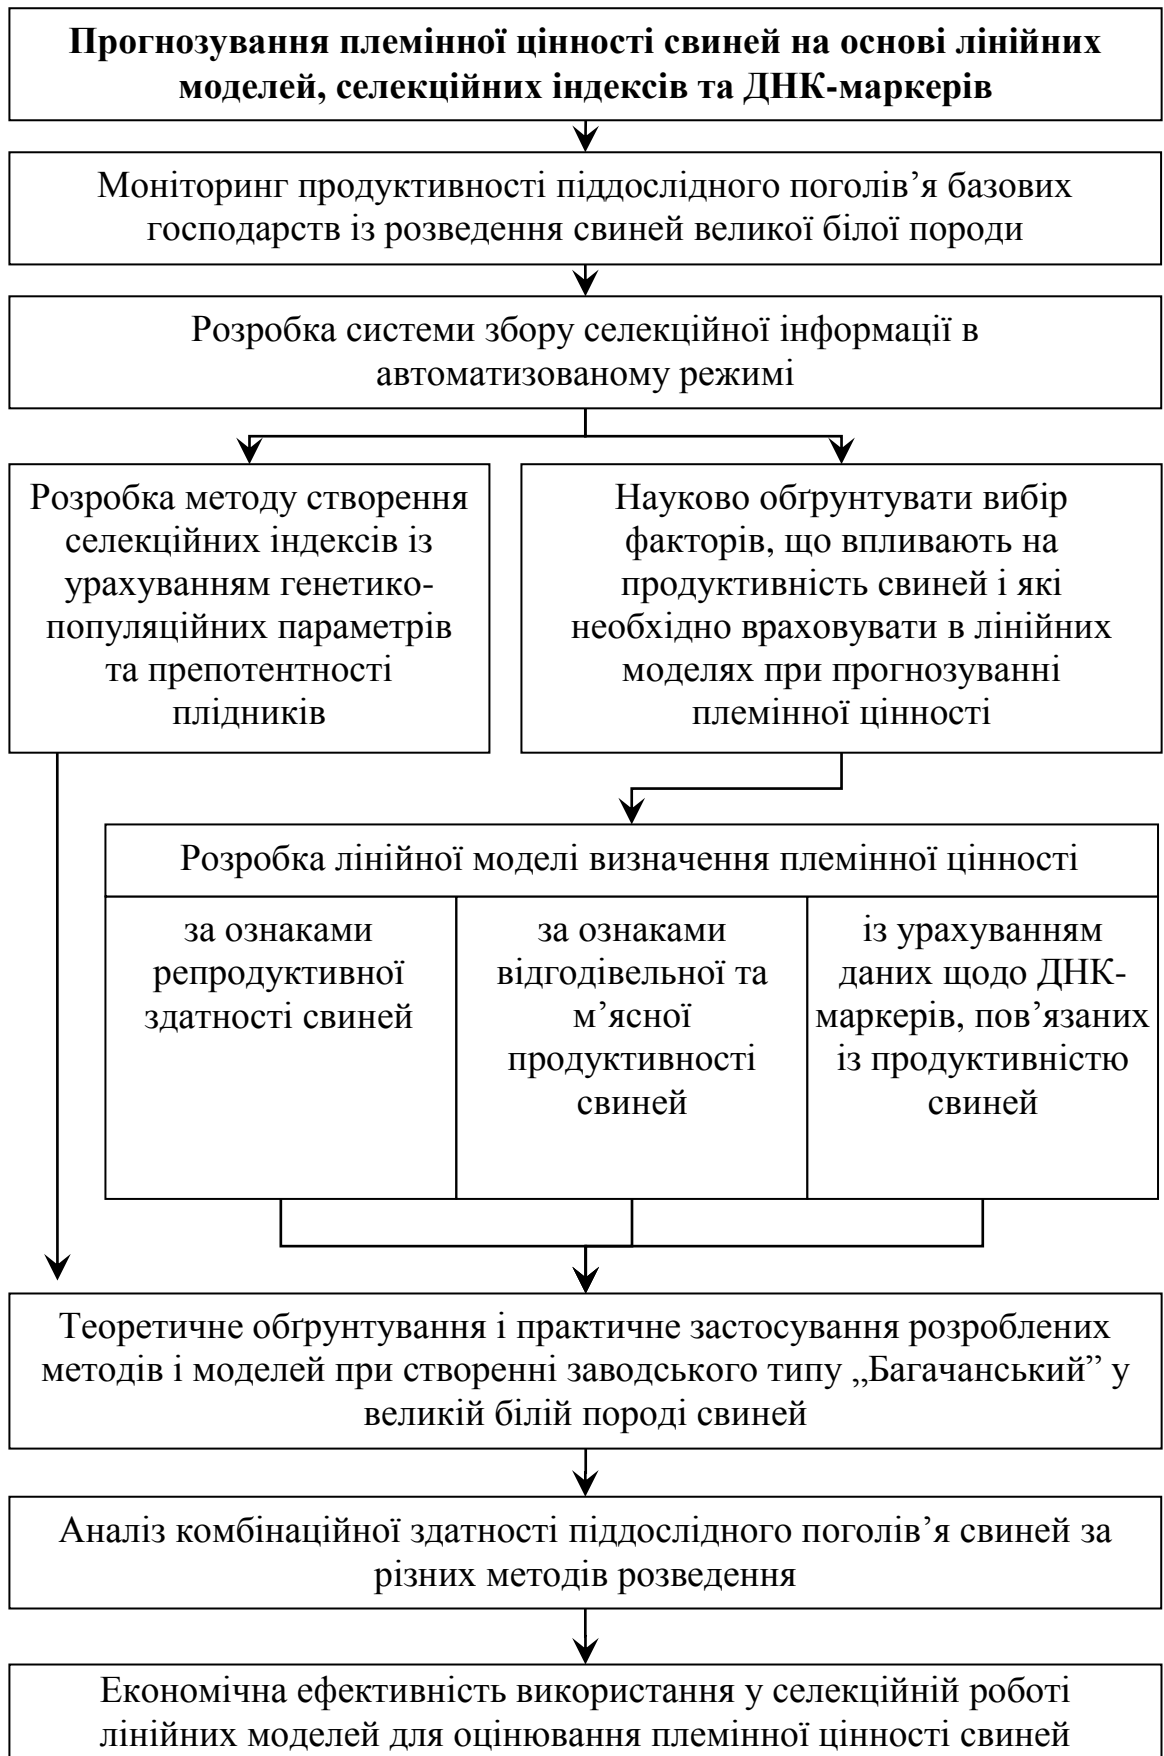 Прогнозування племінної цінності свиней на основі лінійних
моделей, селекційних індексів та ДНК-маркерів
Моніторинг продуктивності піддослідного поголів’я базових
господарств із розведення свиней великої білої породи
Розробка системи збору селекційної інформації в
автоматизованому режимі
Розробка методу створення
селекційних індексів із
урахуванням генетико-
популяційних параметрів
та препотентності
плідників
Науково обґрунтувати вибір
факторів, що впливають на
продуктивність свиней і які
необхідно враховувати в лінійних
моделях при прогнозуванні
племінної цінності
Розробка лінійної моделі визначення племінної цінності
за ознаками
репродуктивної
здатності свиней
за ознаками
відгодівельної та
м’ясної
продуктивності
свиней
із урахуванням
даних щодо ДНК-
маркерів, пов’язаних
із продуктивністю
свиней
Теоретичне обґрунтування і практичне застосування розроблених
методів і моделей при створенні заводського типу „Багачанський” у
великій білій породі свиней
Аналіз комбінаційної здатності піддослідного поголів’я свиней за
різних методів розведення
Економічна ефективність використання у селекційній роботі
лінійних моделей для оцінювання племінної цінності свиней